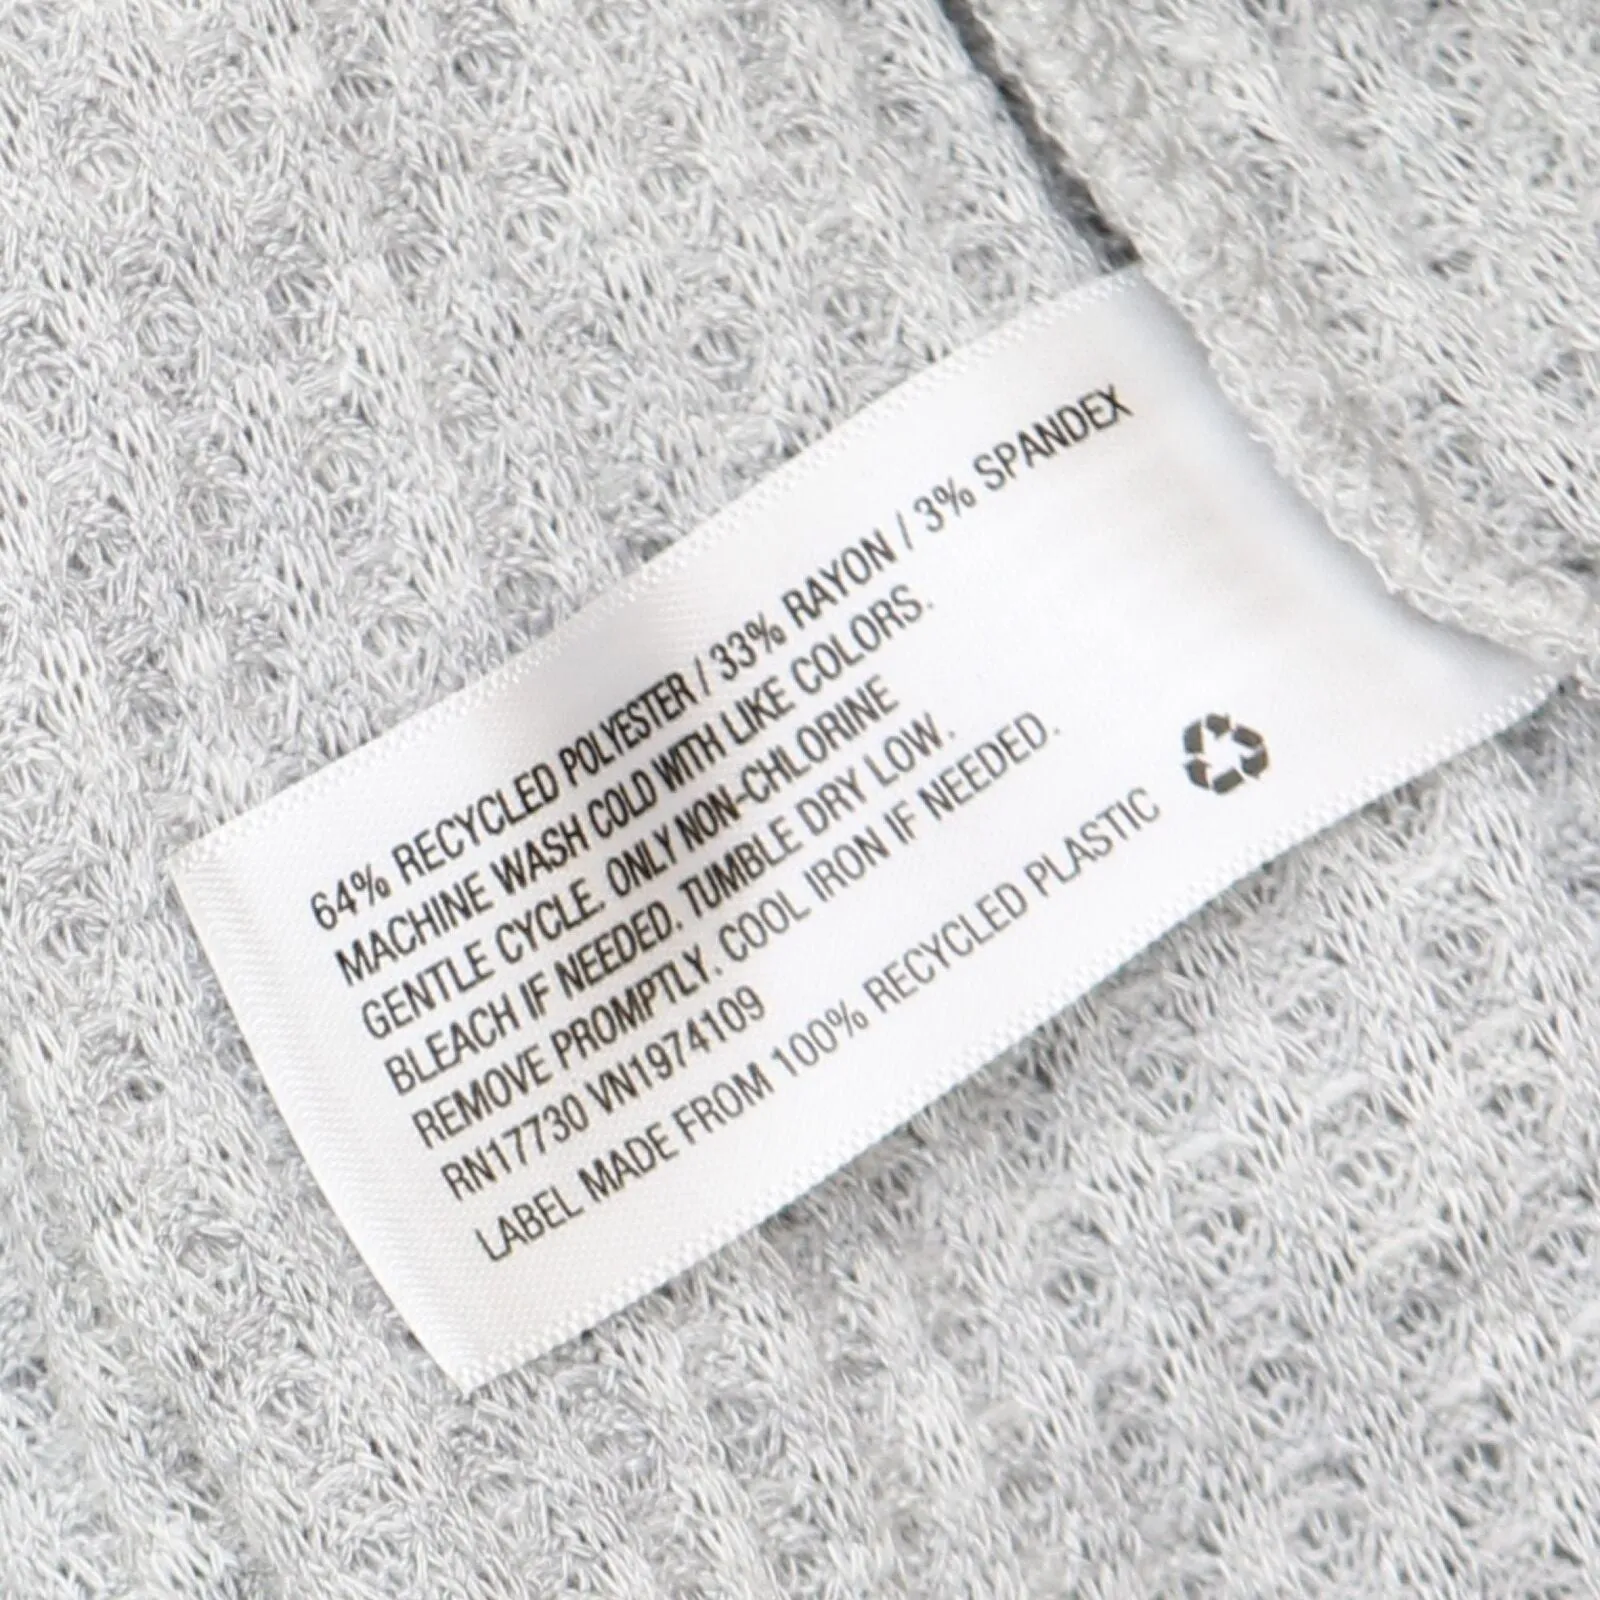 64% RECYCLED POLYESTER / 33% RAYON / 3% SPANDEX
MACHINE WASH COLD WITH LIKE COLORS.
GENTLE CYCLE. ONLY NON-CHLORINE
BLEACH IF NEEDED. TUMBLE DRY LOW.
REMOVE PROMPTLY. COOL IRON IF NEEDED.
RN17730 VN1974109
LABEL MADE FROM 100% RECYCLED PLASTIC